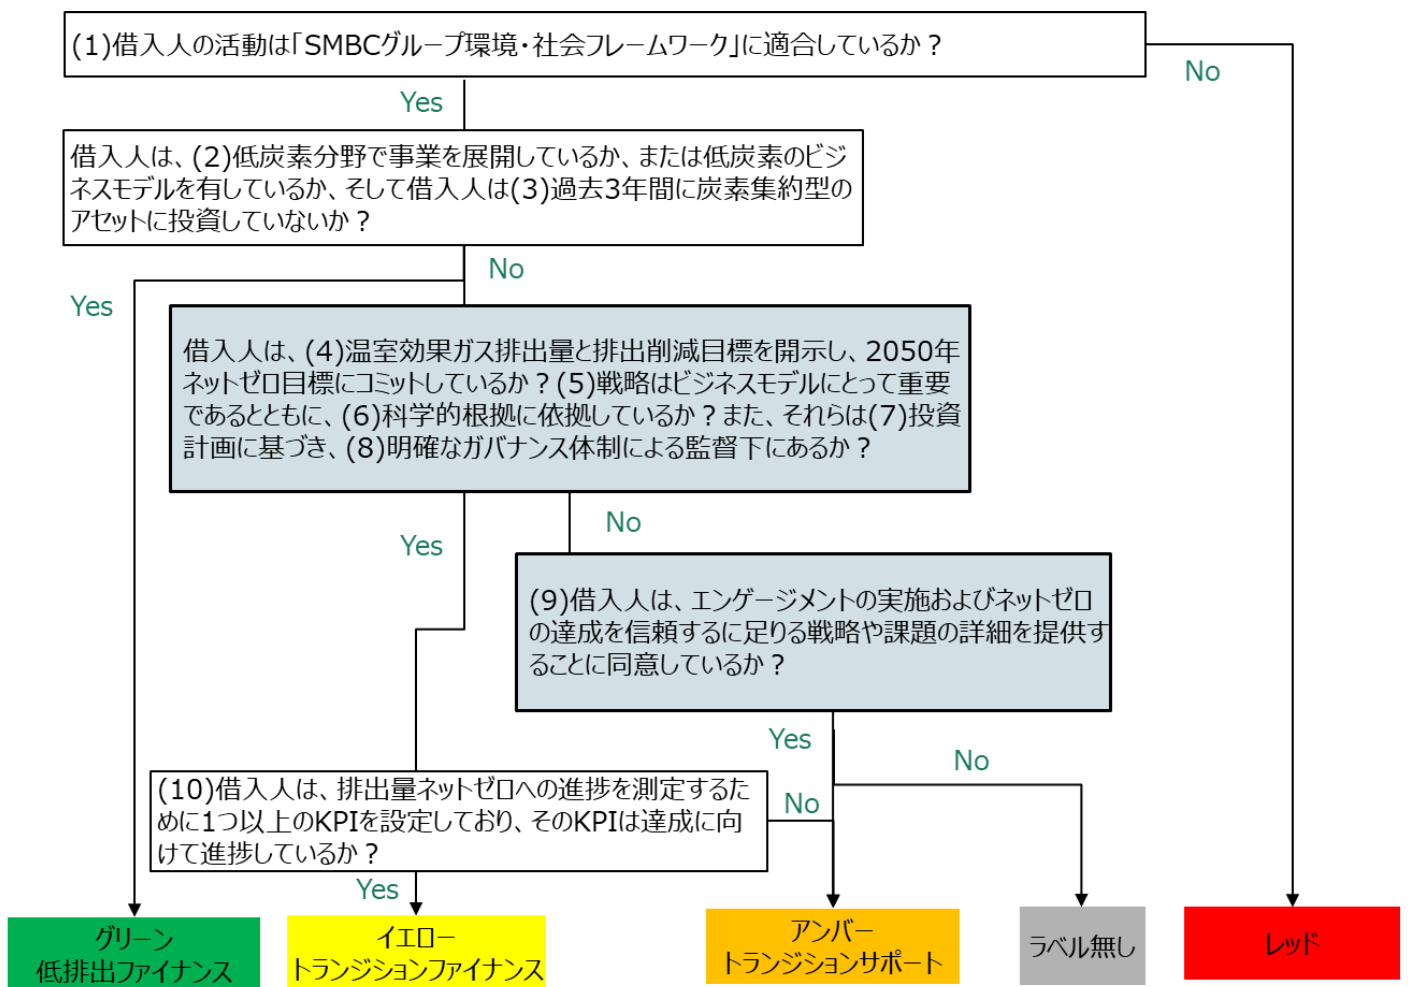 (1)借入人の活動は「SMBCグループ環境・社会フレームワーク」に適合しているか？
No
Yes
借入人は、(2)低炭素分野で事業を展開しているか、または低炭素のビジ
ネスモデルを有しているか、そして借入人は(3)過去3年間に炭素集約型の
アセットに投資していないか？
No
Yes
借入人は、(4)温室効果ガス排出量と排出削減目標を開示し、2050年
ネットゼロ目標にコミットしているか？(5)戦略はビジネスモデルにとって重要
であるとともに、(6)科学的根拠に依拠しているか？また、それらは(7)投資
計画に基づき、(8)明確なガバナンス体制による監督下にあるか？
No
Yes
(9)借入人は、エンゲージメントの実施およびネットゼロ
の達成を信頼するに足りる戦略や課題の詳細を提供す
ることに同意しているか？
Yes
No
(10)借入人は、排出量ネットゼロへの進捗を測定するた
めに1つ以上のKPIを設定しており、そのKPIは達成に向
けて進捗しているか？
No
Yes
グリーン
低排出ファイナンス
イエロー
トランジションファイナンス
アンバー
トランジションサポート
ラベル無し
レッド